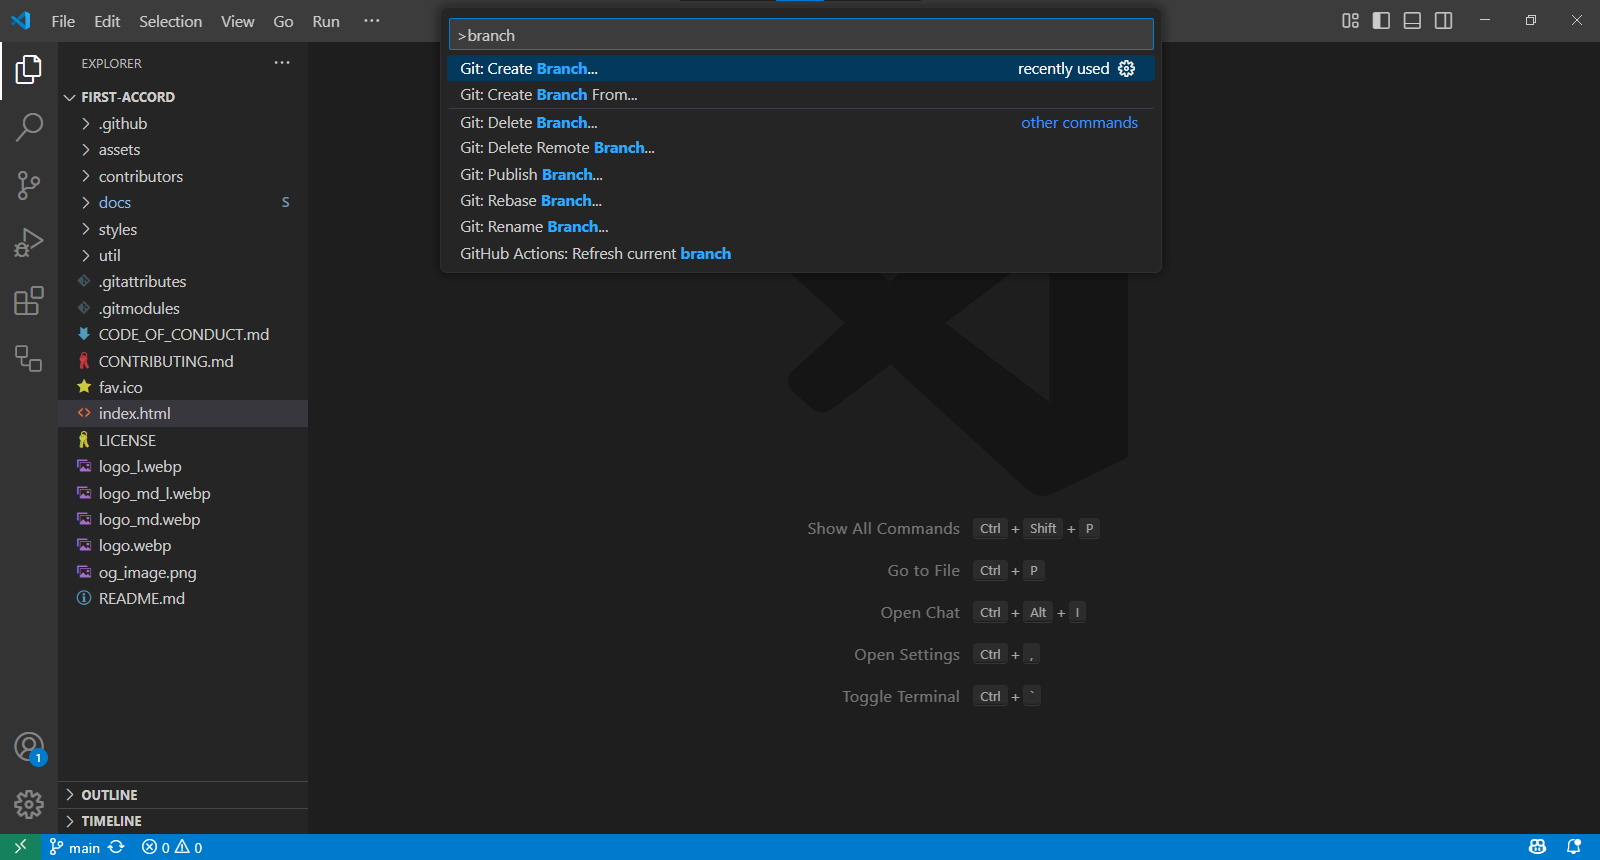 File Edit Selection View Go Run ···
>branch
Git: Create Branch... recently used
Git: Create Branch From...
Git: Delete Branch... other commands
Git: Delete Remote Branch...
Git: Publish Branch...
Git: Rebase Branch...
Git: Rename Branch...
GitHub Actions: Refresh current branch
EXPLORER ···
FIRST-ACCORD
.github
assets
contributors
docs S
styles
util
.gitattributes
.gitmodules
CODE_OF_CONDUCT.md
CONTRIBUTING.md
fav.ico
index.html
LICENSE
logo_l.webp
logo_md_l.webp
logo_md.webp
logo.webp
og_image.png
README.md
OUTLINE
TIMELINE
Show All Commands Ctrl + Shift + P
Go to File Ctrl + P
Open Chat Ctrl + Alt + I
Open Settings Ctrl + ,
Toggle Terminal Ctrl + `
1
main 0 0